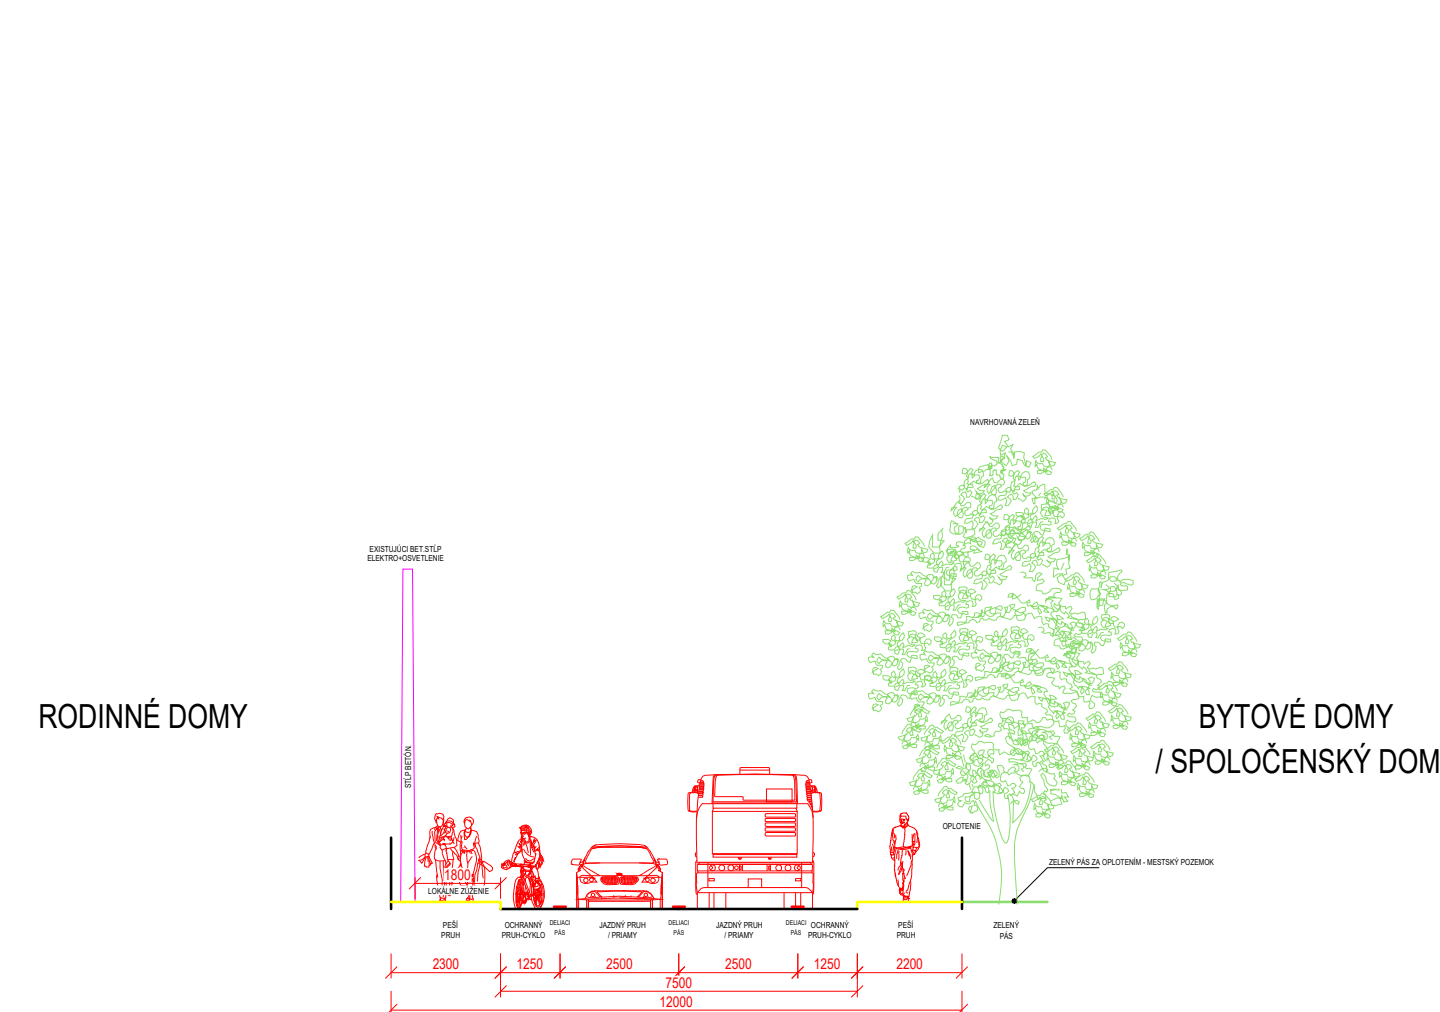 NAVRHOVANÁ ZELEŇ
EXISTUJÚCI BET.STĹP
ELEKTRO+OSVETLENIE
RODINNÉ DOMY
BYTOVÉ DOMY
/ SPOLOČENSKÝ DOM
STĹP BETÓN.
OPLOTENIE
ZELENÝ PÁS ZA OPLOTENÍM - MESTSKÝ POZEMOK
1800
LOKÁLNE ZÚŽENIE
PEŠÍ
PRUH
OCHRANNÝ
PRUH-CYKLO
DELIACI
PÁS
JAZDNÝ PRUH
/ PRIAMY
DELIACI
PÁS
JAZDNÝ PRUH
/ PRIAMY
DELIACI
PÁS
OCHRANNÝ
PRUH-CYKLO
PEŠÍ
PRUH
ZELENÝ
PÁS
2300 1250 2500 2500 1250 2200
7500
12000